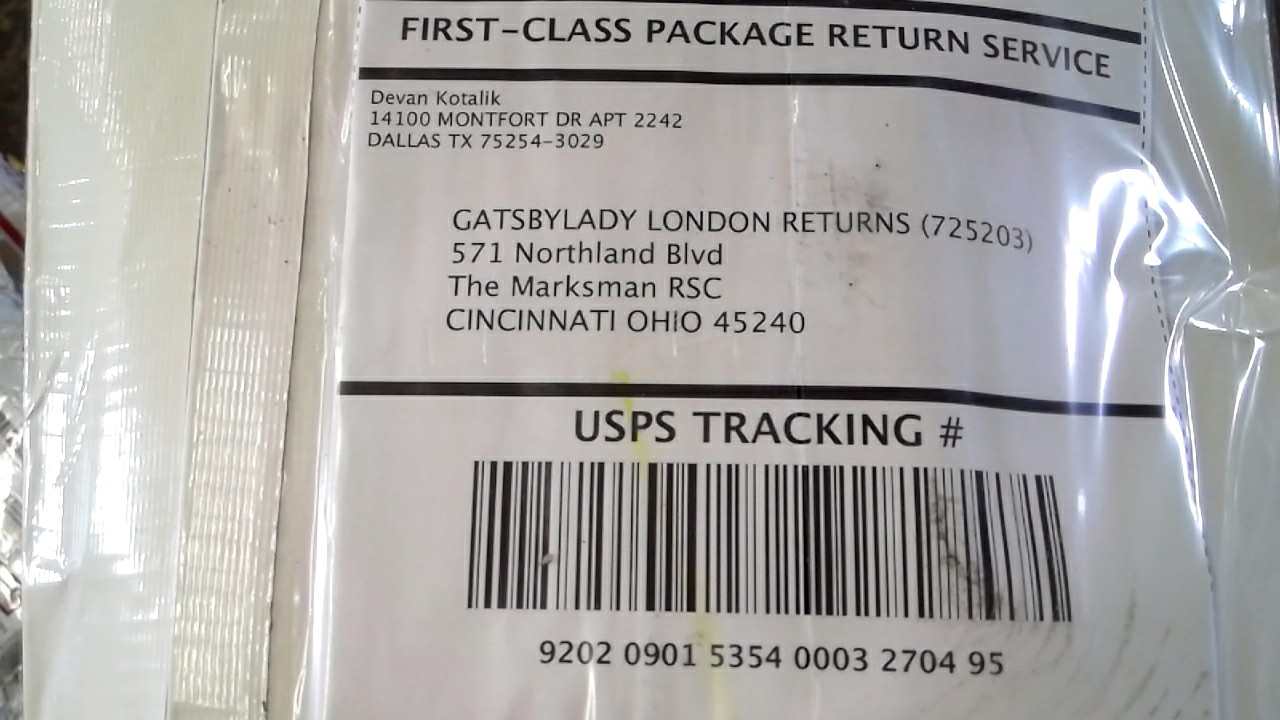 FIRST-CLASS PACKAGE RETURN SERVICE
Devan Kotalik
14100 MONTFORT DR APT 2242
DALLAS TX 75254-3029
GATSBYLADY LONDON RETURNS (725203)
571 Northland Blvd
The Marksman RSC
CINCINNATI OHIO 45240
USPS TRACKING #
9202 0901 5354 0003 2704 95